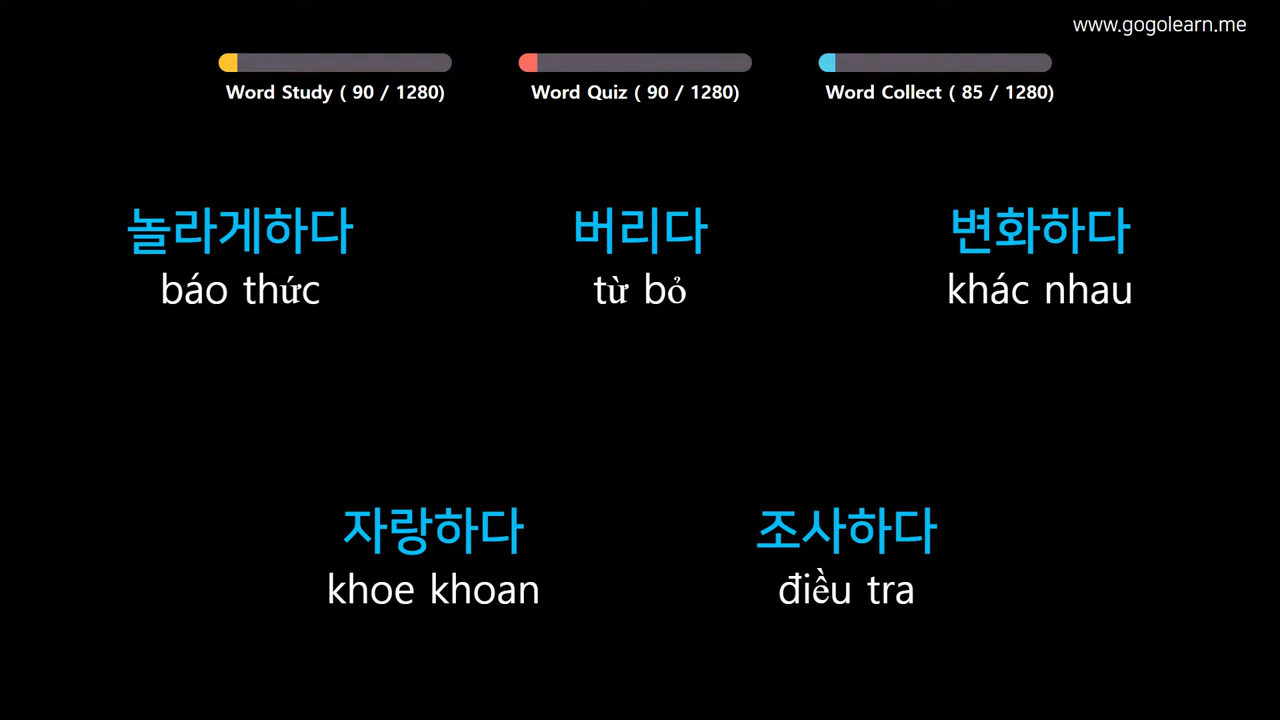 www.gogolearn.me
Word Study ( 90 / 1280)
Word Quiz ( 90 / 1280)
Word Collect ( 85 / 1280)
놀라게하다
báo thức
버리다
từ bỏ
변화하다
khác nhau
자랑하다
khoe khoan
조사하다
điều tra